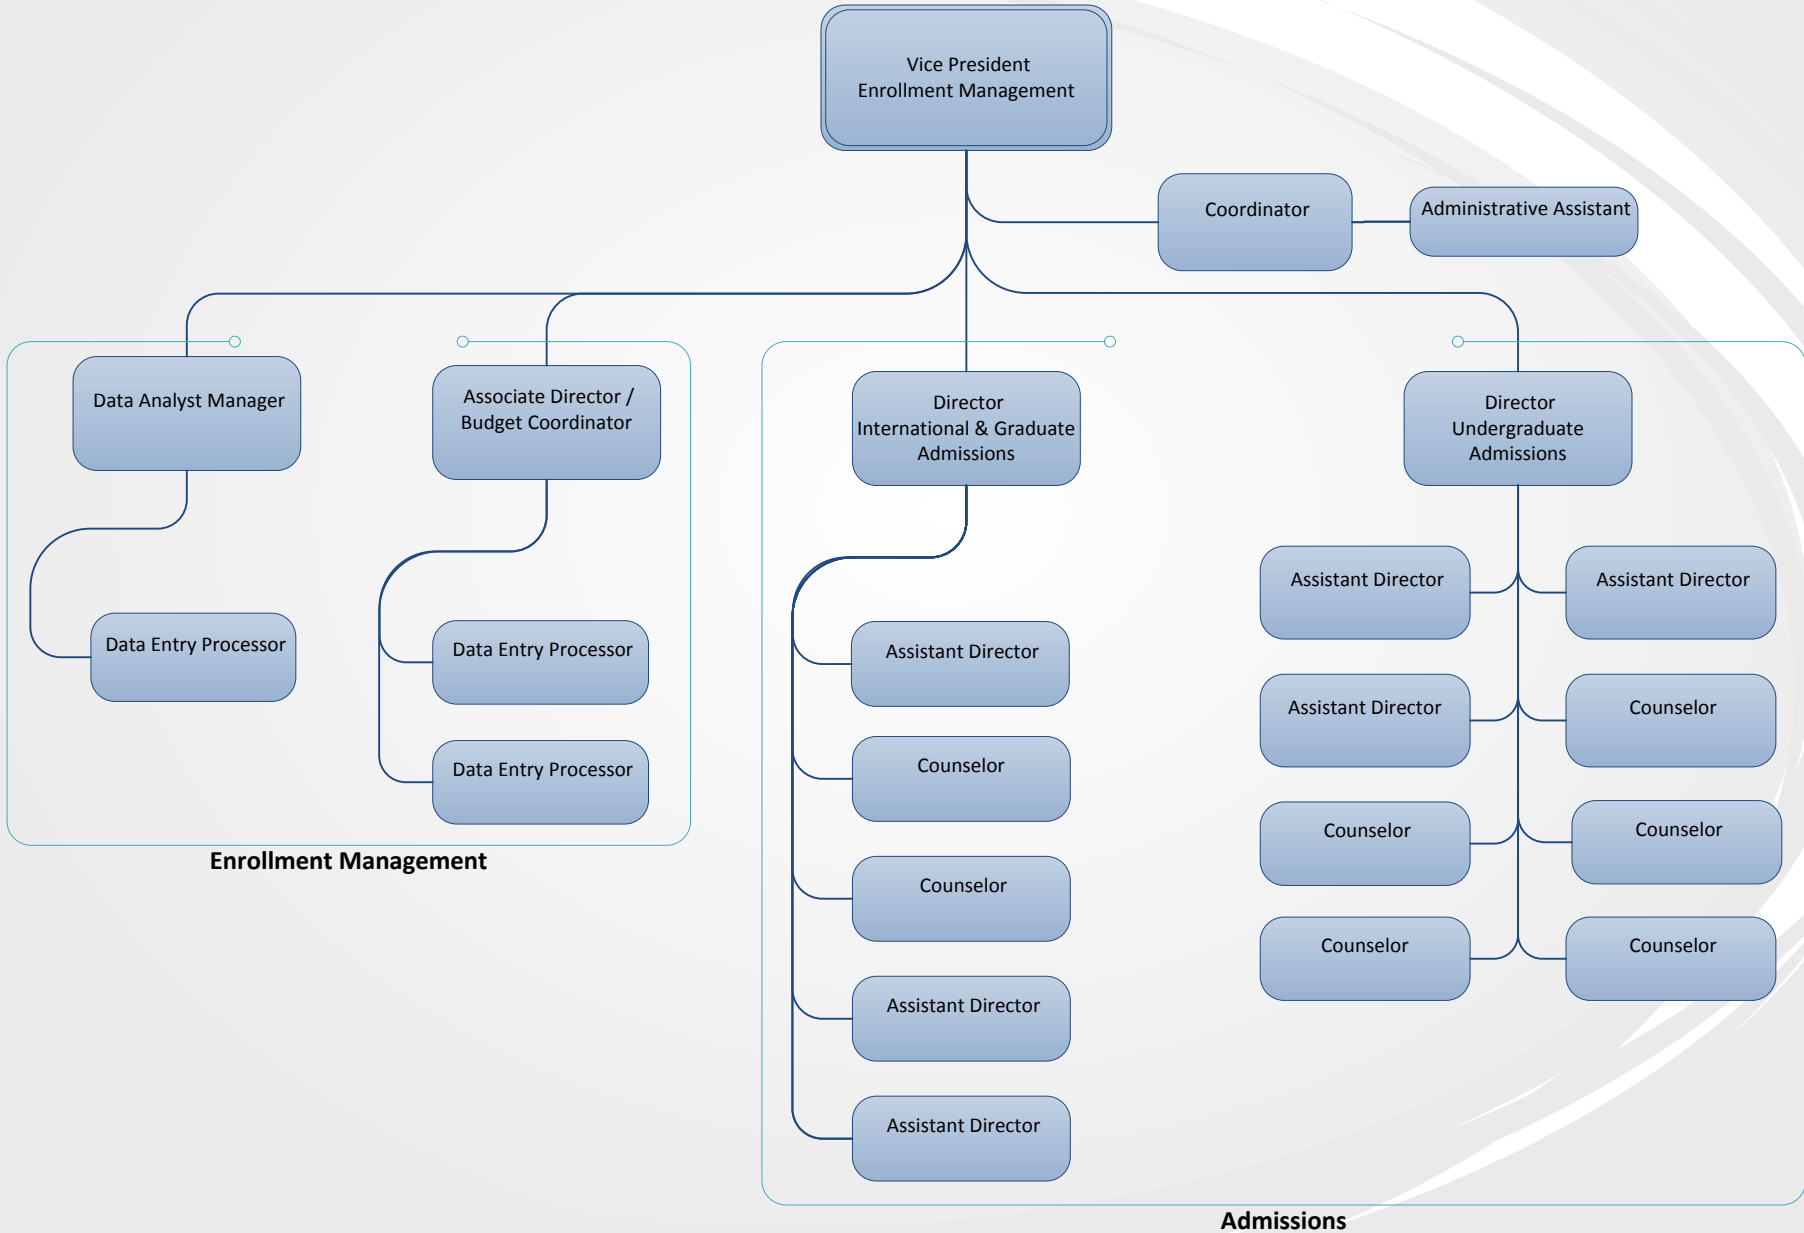 Vice President
Enrollment Management
Coordinator
Administrative Assistant
Data Analyst Manager
Associate Director /
Budget Coordinator
Director
International & Graduate
Admissions
Director
Undergraduate
Admissions
Data Entry Processor
Data Entry Processor
Data Entry Processor
Enrollment Management
Assistant Director
Counselor
Counselor
Assistant Director
Assistant Director
Assistant Director
Assistant Director
Assistant Director
Counselor
Counselor
Counselor
Counselor
Counselor
Admissions